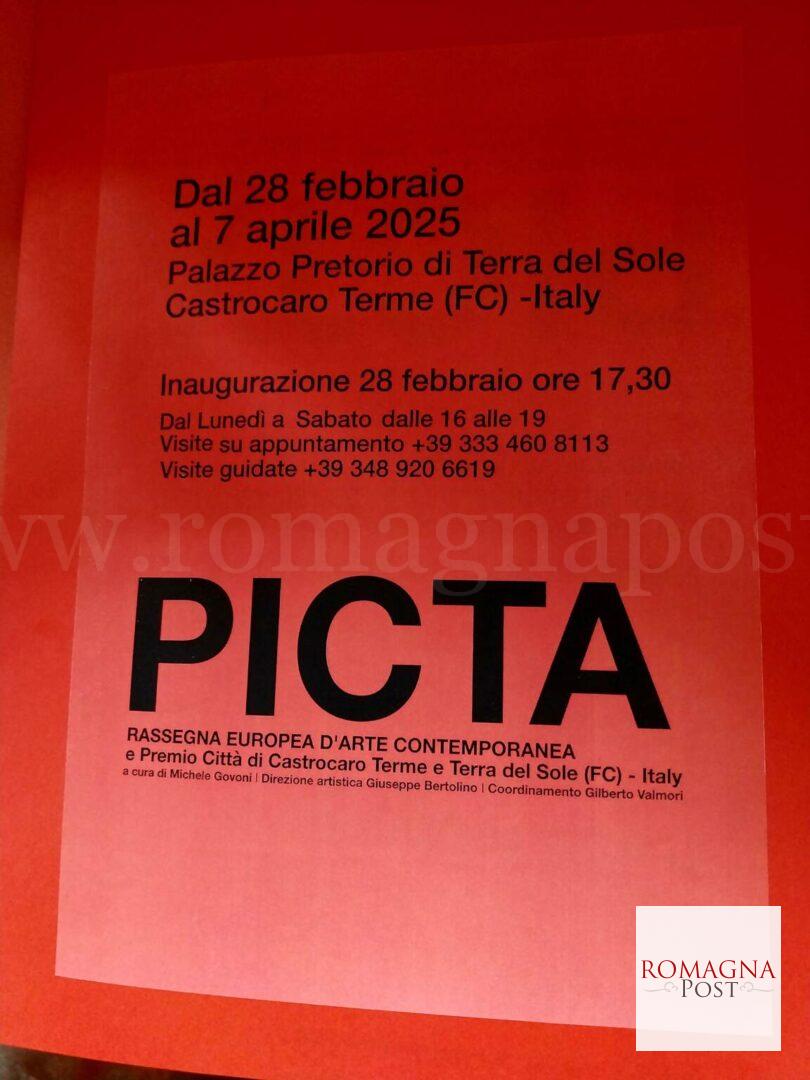 Dal 28 febbraio
al 7 aprile 2025
Palazzo Pretorio di Terra del Sole
Castrocaro Terme (FC) -Italy
Inaugurazione 28 febbraio ore 17,30
Dal Lunedì a Sabato dalle 16 alle 19
Visite su appuntamento +39 333 460 8113
Visite guidate +39 348 920 6619
ww.romagnapos
PICTA
RASSEGNA EUROPEA D'ARTE CONTEMPORANEA
e Premio Città di Castrocaro Terme e Terra del Sole (FC) - Italy
a cura di Michele Govoni | Direzione artistica Giuseppe Bertolino | Coordinamento Gilberto Valmori
ROMAGNA
POST